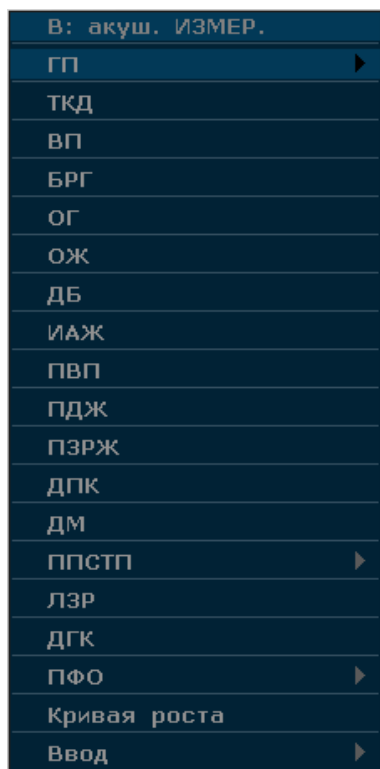 В: акуш. ИЗМЕР.
ГП
ТКД
ВП
БРГ
ОГ
ОЖ
ДБ
ИАЖ
ПВП
ПДЖ
ПЗРЖ
ДПК
ДМ
ППСТП
ЛЗР
ДГК
ПФО
Кривая роста
Ввод